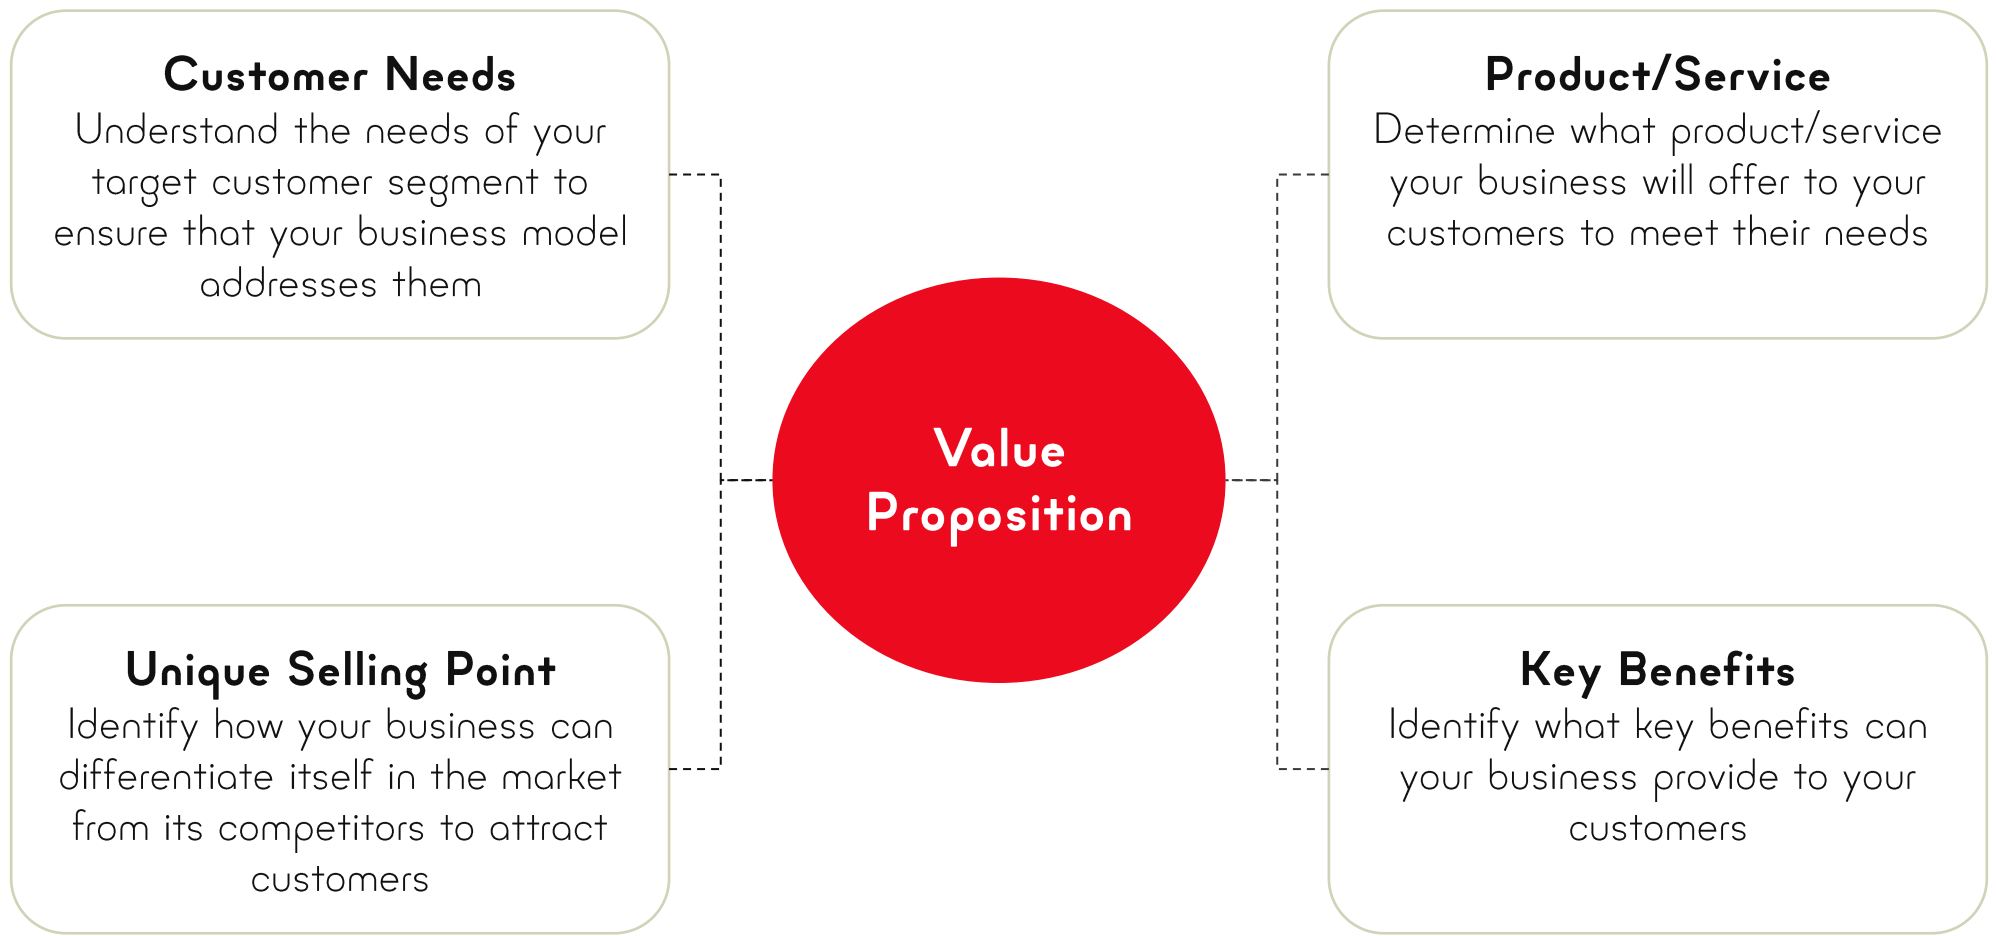 Customer Needs
Understand the needs of your
target customer segment to
ensure that your business model
addresses them
Product/Service
Determine what product/service
your business will offer to your
customers to meet their needs
Value
Proposition
Unique Selling Point
Identify how your business can
differentiate itself in the market
from its competitors to attract
customers
Key Benefits
Identify what key benefits can
your business provide to your
customers